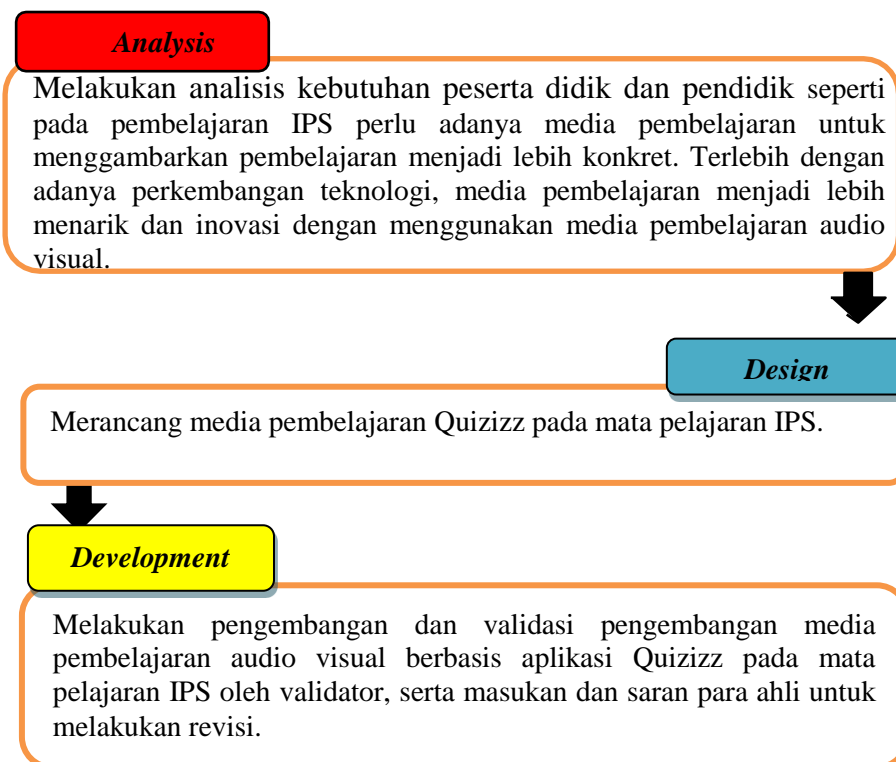 Analysis
Melakukan analisis kebutuhan peserta didik dan pendidik seperti
pada pembelajaran IPS perlu adanya media pembelajaran untuk
menggambarkan pembelajaran menjadi lebih konkret. Terlebih dengan
adanya perkembangan teknologi, media pembelajaran menjadi lebih
menarik dan inovasi dengan menggunakan media pembelajaran audio
visual.
Design
Merancang media pembelajaran Quizizz pada mata pelajaran IPS.
Development
Melakukan pengembangan dan validasi pengembangan media
pembelajaran audio visual berbasis aplikasi Quizizz pada mata
pelajaran IPS oleh validator, serta masukan dan saran para ahli untuk
melakukan revisi.